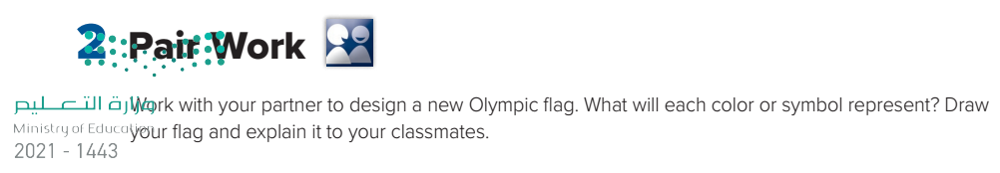 2 Pair Work
Work with your partner to design a new Olympic flag. What will each color or symbol represent? Draw
your flag and explain it to your classmates.
وزارة التعليم
Ministry of Education
2021 - 1443